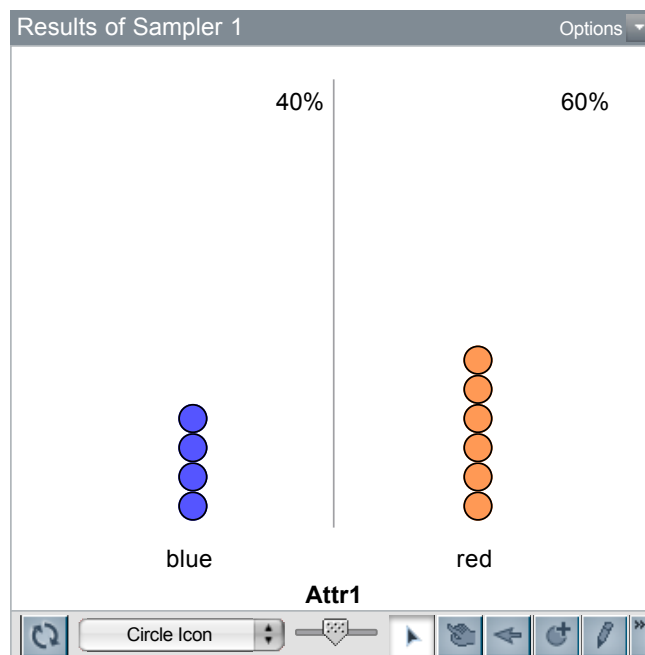 Results of Sampler 1 Options
40% 60%
blue red
Attr1
Circle Icon »